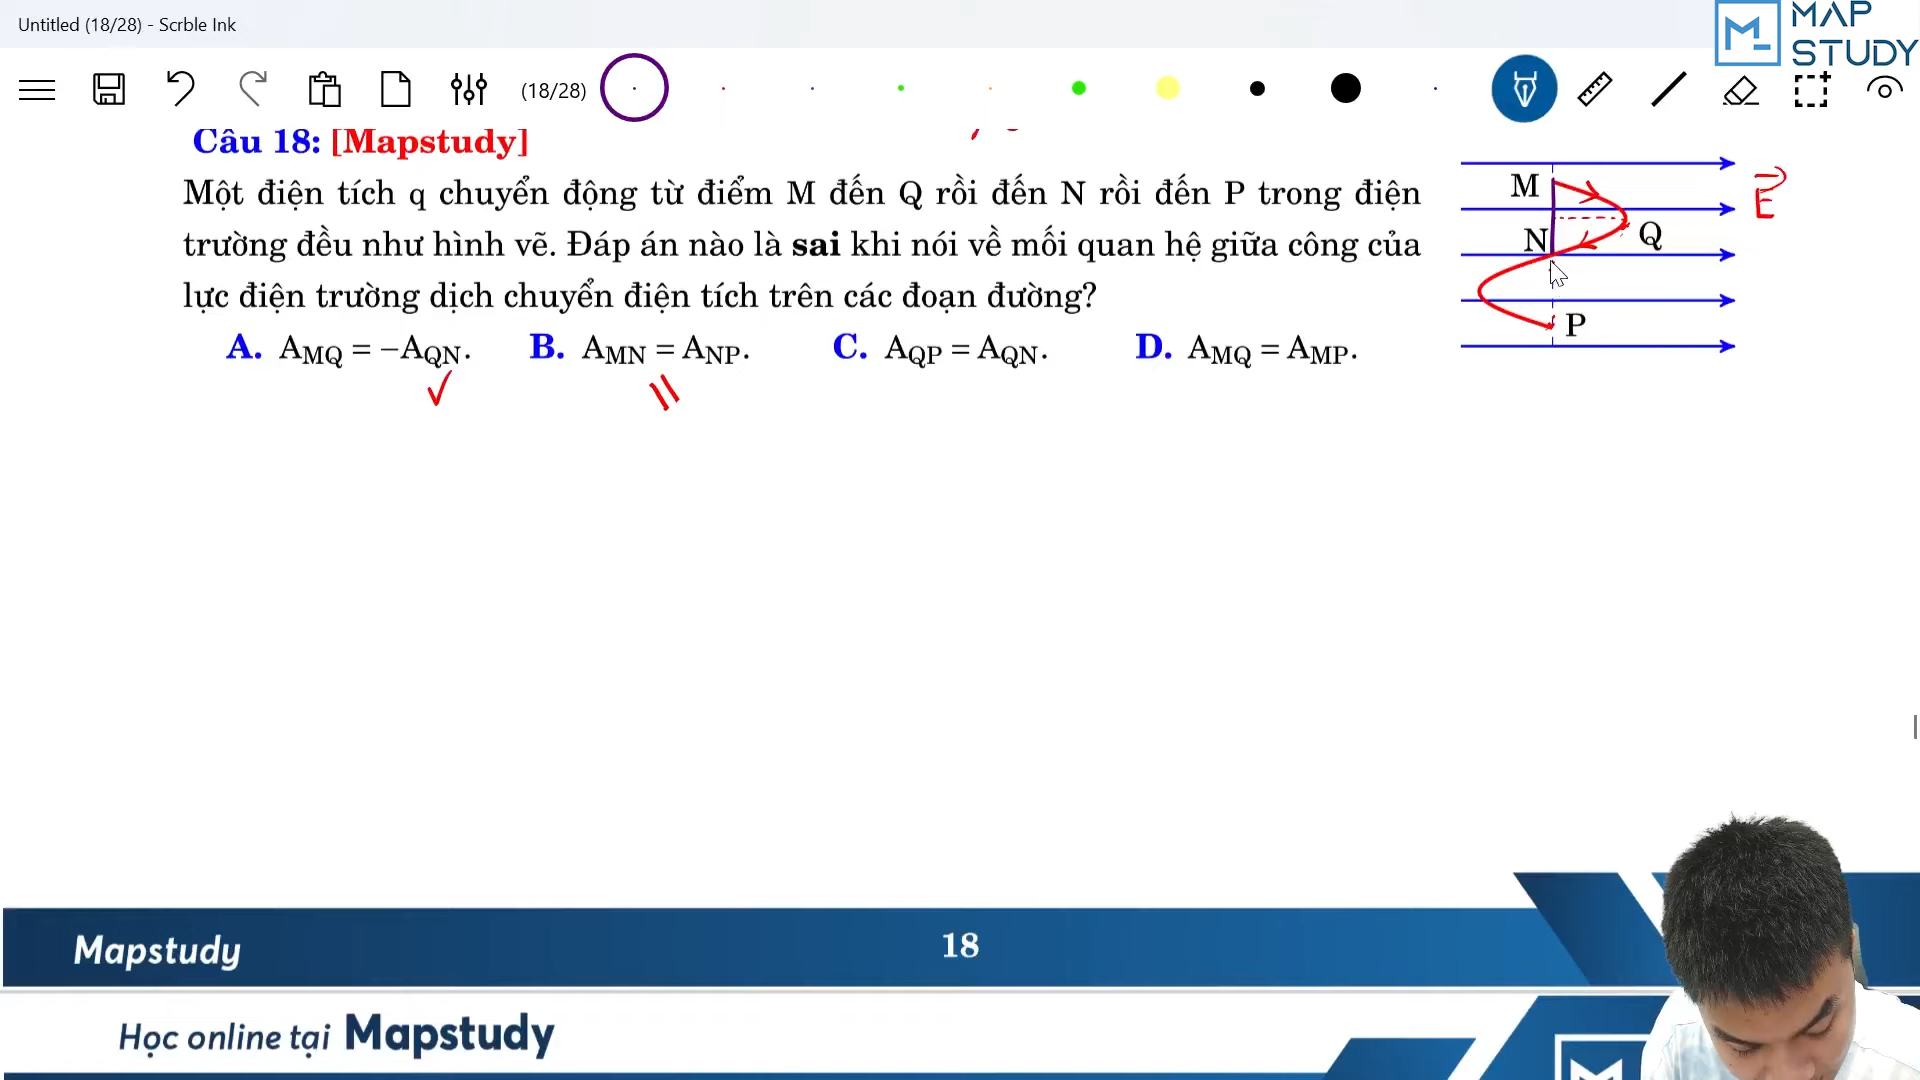 Untitled (18/28) - Scrble Ink
MAP
STUDY
(18/28)
Câu 18: [Mapstudy]
Một điện tích q chuyển động từ điểm M đến Q rồi đến N rồi đến P trong điện
trường đều như hình vẽ. Đáp án nào là sai khi nói về mối quan hệ giữa công của
lực điện trường dịch chuyển điện tích trên các đoạn đường?
A. AMQ = −AQN. B. AMN = ANP. C. AQP = AQN. D. AMQ = AMP.
M
E
N
Q
P
Mapstudy
18
Học online tại Mapstudy